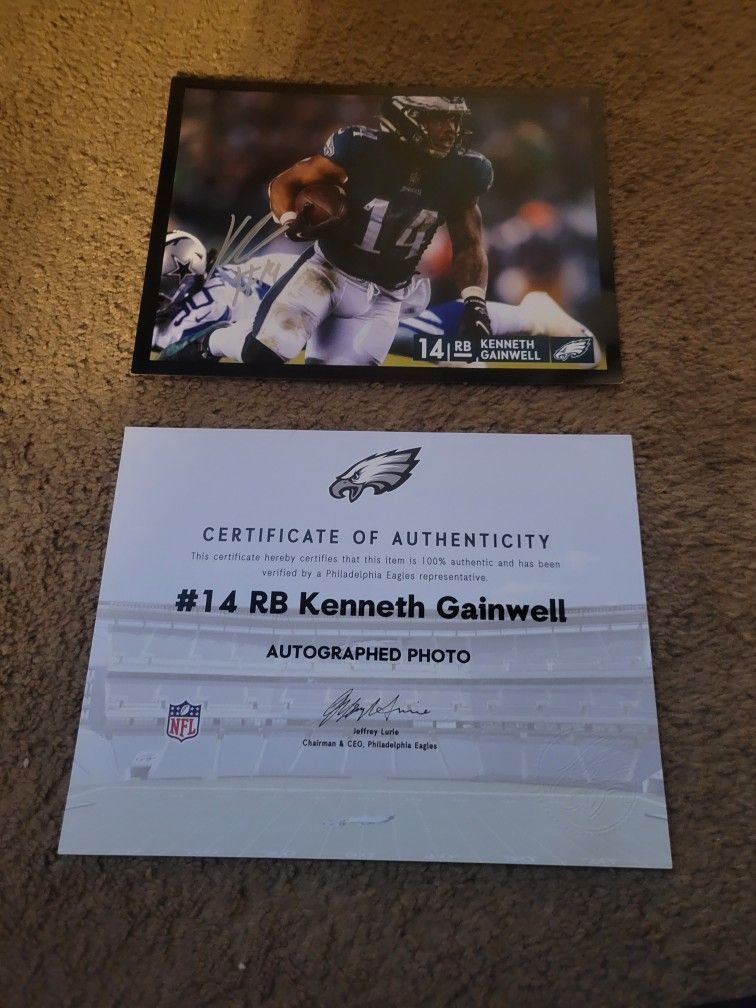 14
#14
14 RB KENNETH
GAINWELL
CERTIFICATE OF AUTHENTICITY
This certificate hereby certifies that this item is 100% authentic and has been
verified by a Philadelphia Eagles representative.
#14 RB Kenneth Gainwell
AUTOGRAPHED PHOTO
NFL
Jeffrey Lurie
Chairman & CEO, Philadelphia Eagles